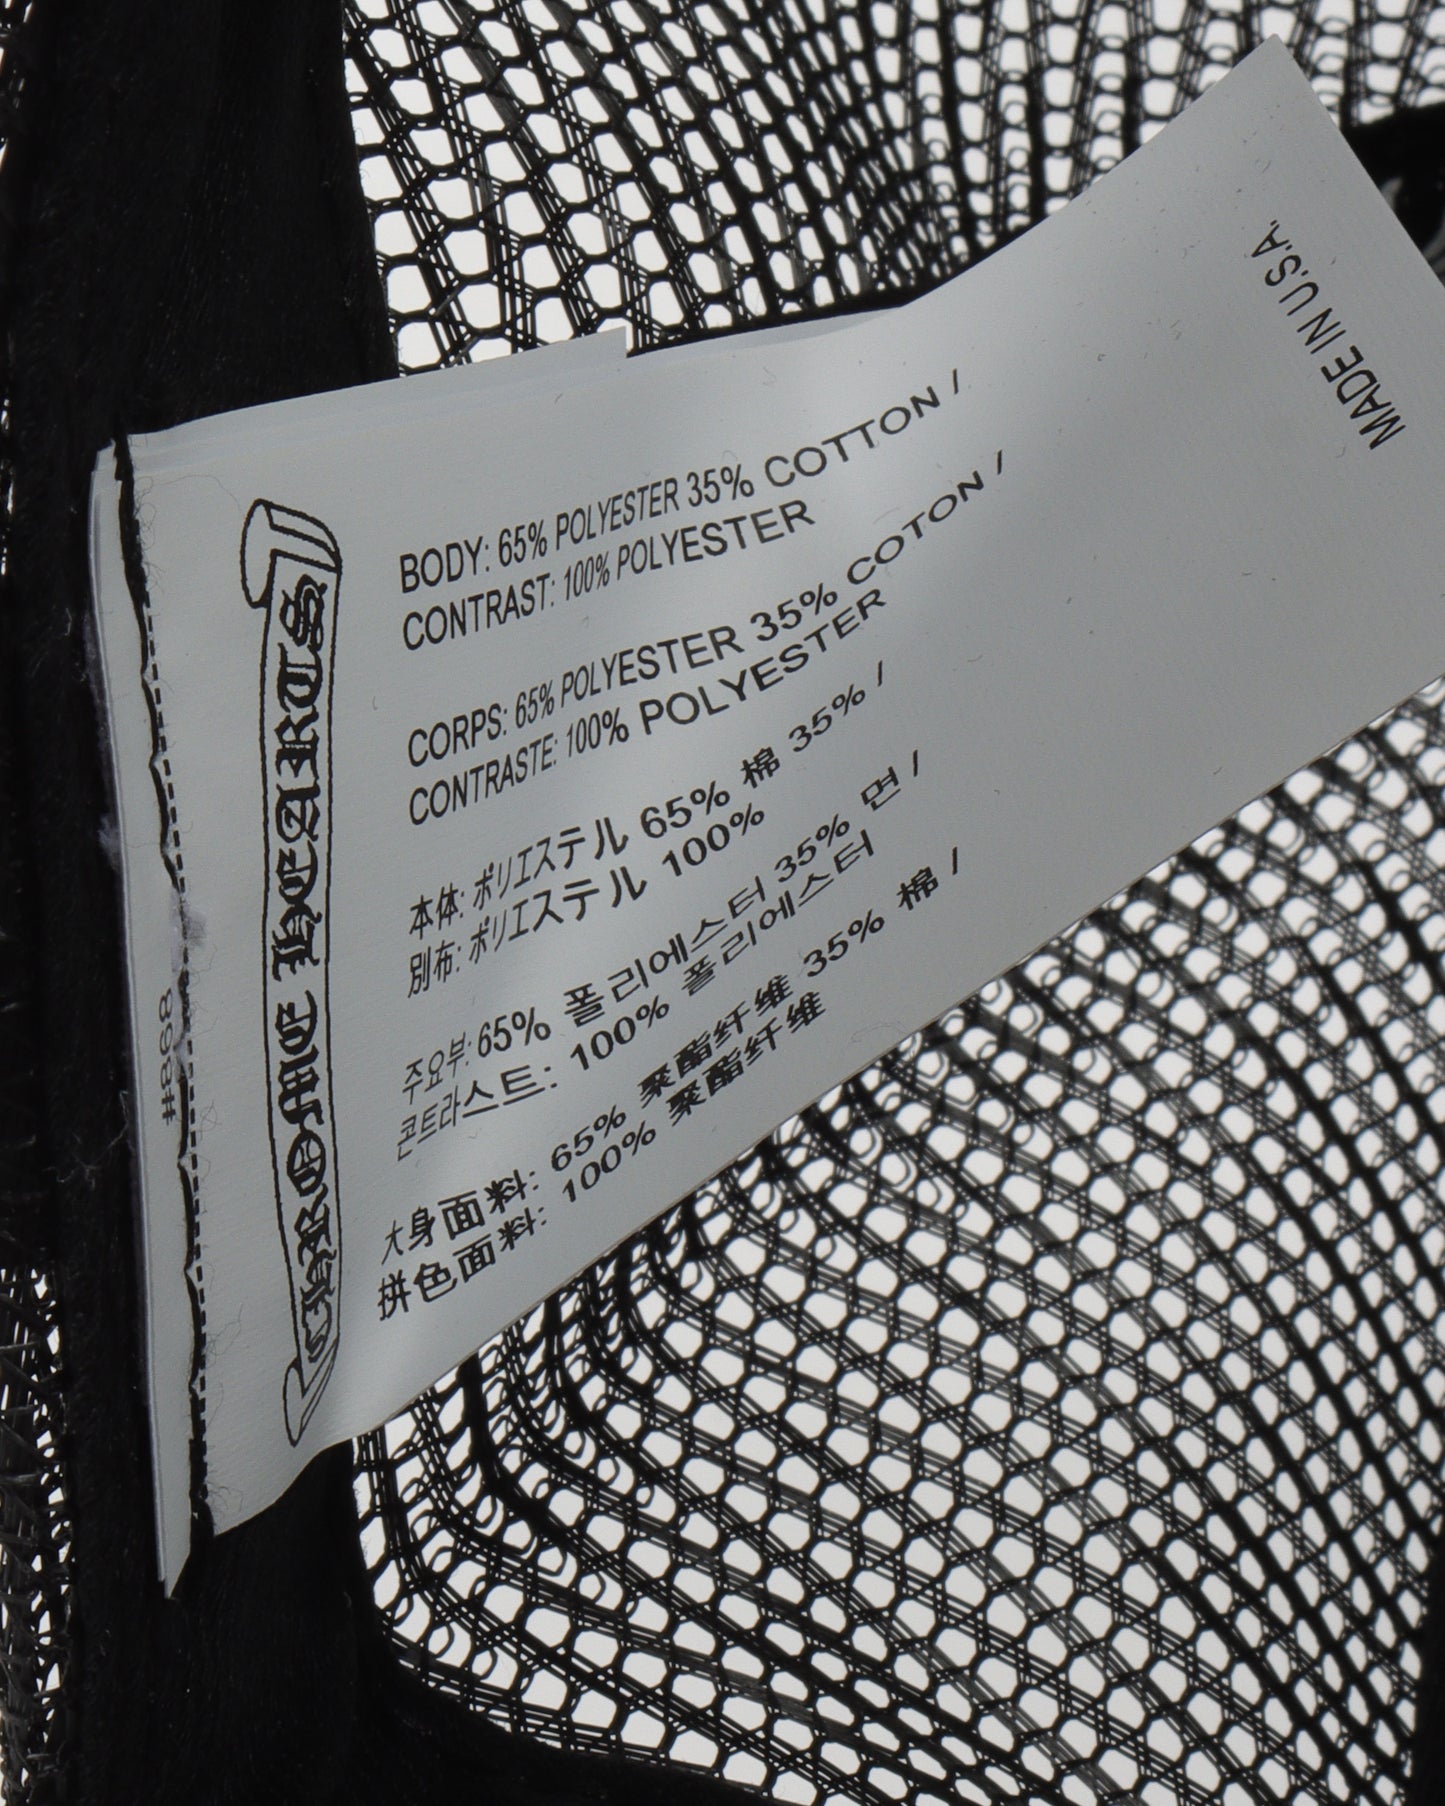 CHROME HEARTS
BODY: 65% POLYESTER 35% COTTON /
CONTRAST: 100% POLYESTER
CORPS: 65% POLYESTER 35% COTON /
CONTRASTE: 100% POLYESTER
本体: ポリエステル 65% 棉 35% /
別布: ポリエステル 100%
주요부: 65% 폴리에스터 35% 면 /
콘트라스트: 100% 폴리에스터
大身面料: 65% 聚酯纤维 35% 棉 /
拼色面料: 100% 聚酯纤维
MADE IN U.S.A.
8968#